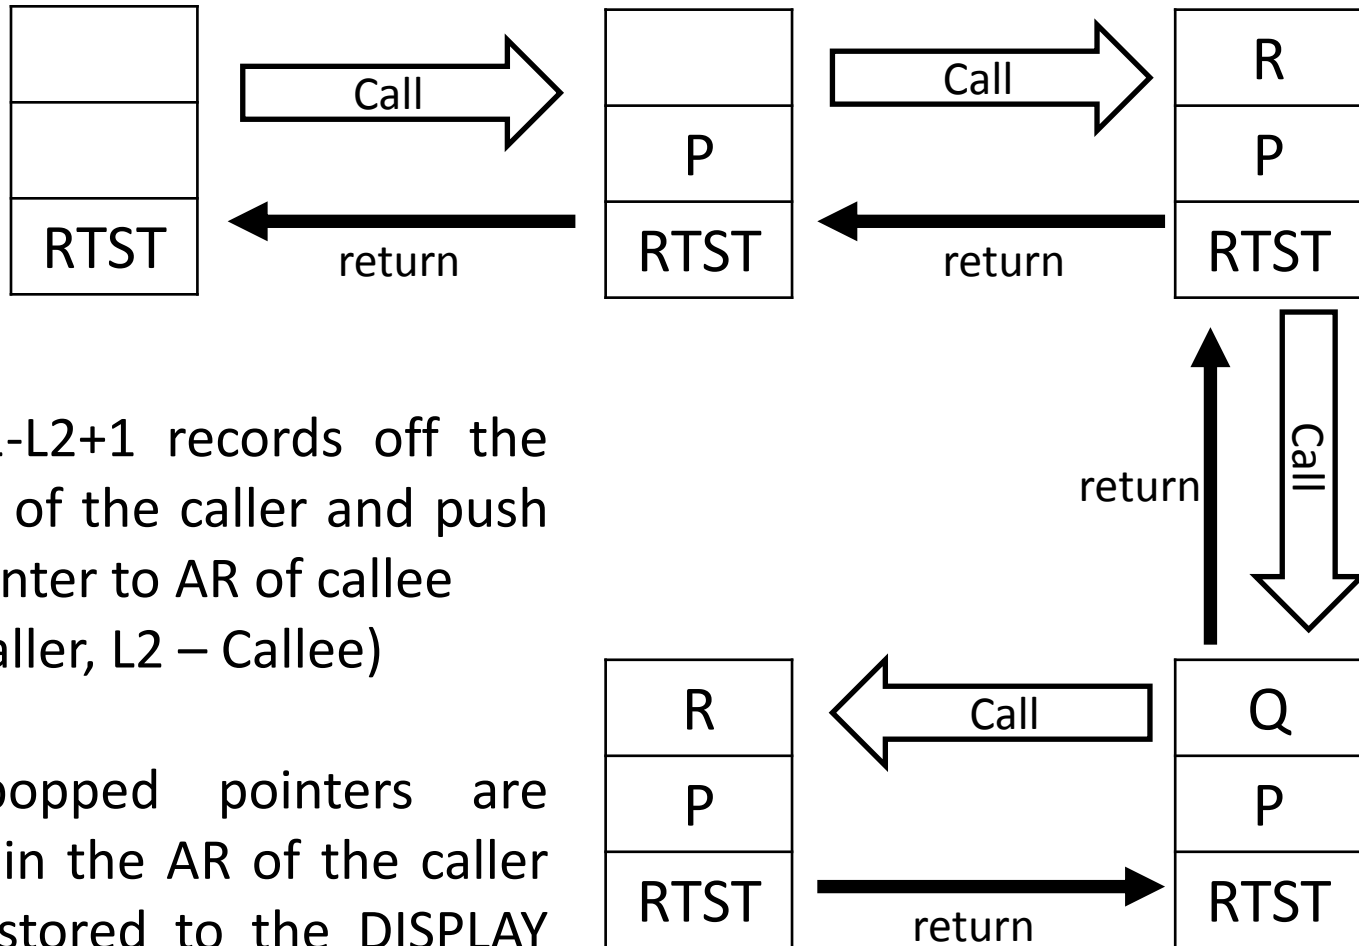 R
Call
Call
P
P
RTST
RTST
RTST
return
return
-L2+1 records off the
of the caller and push
nter to AR of callee
aller, L2 – Callee)
return
Call
R
Call
Q
opped pointers are
P
P
in the AR of the caller
RTST
RTST
stored to the DISPLAY
return